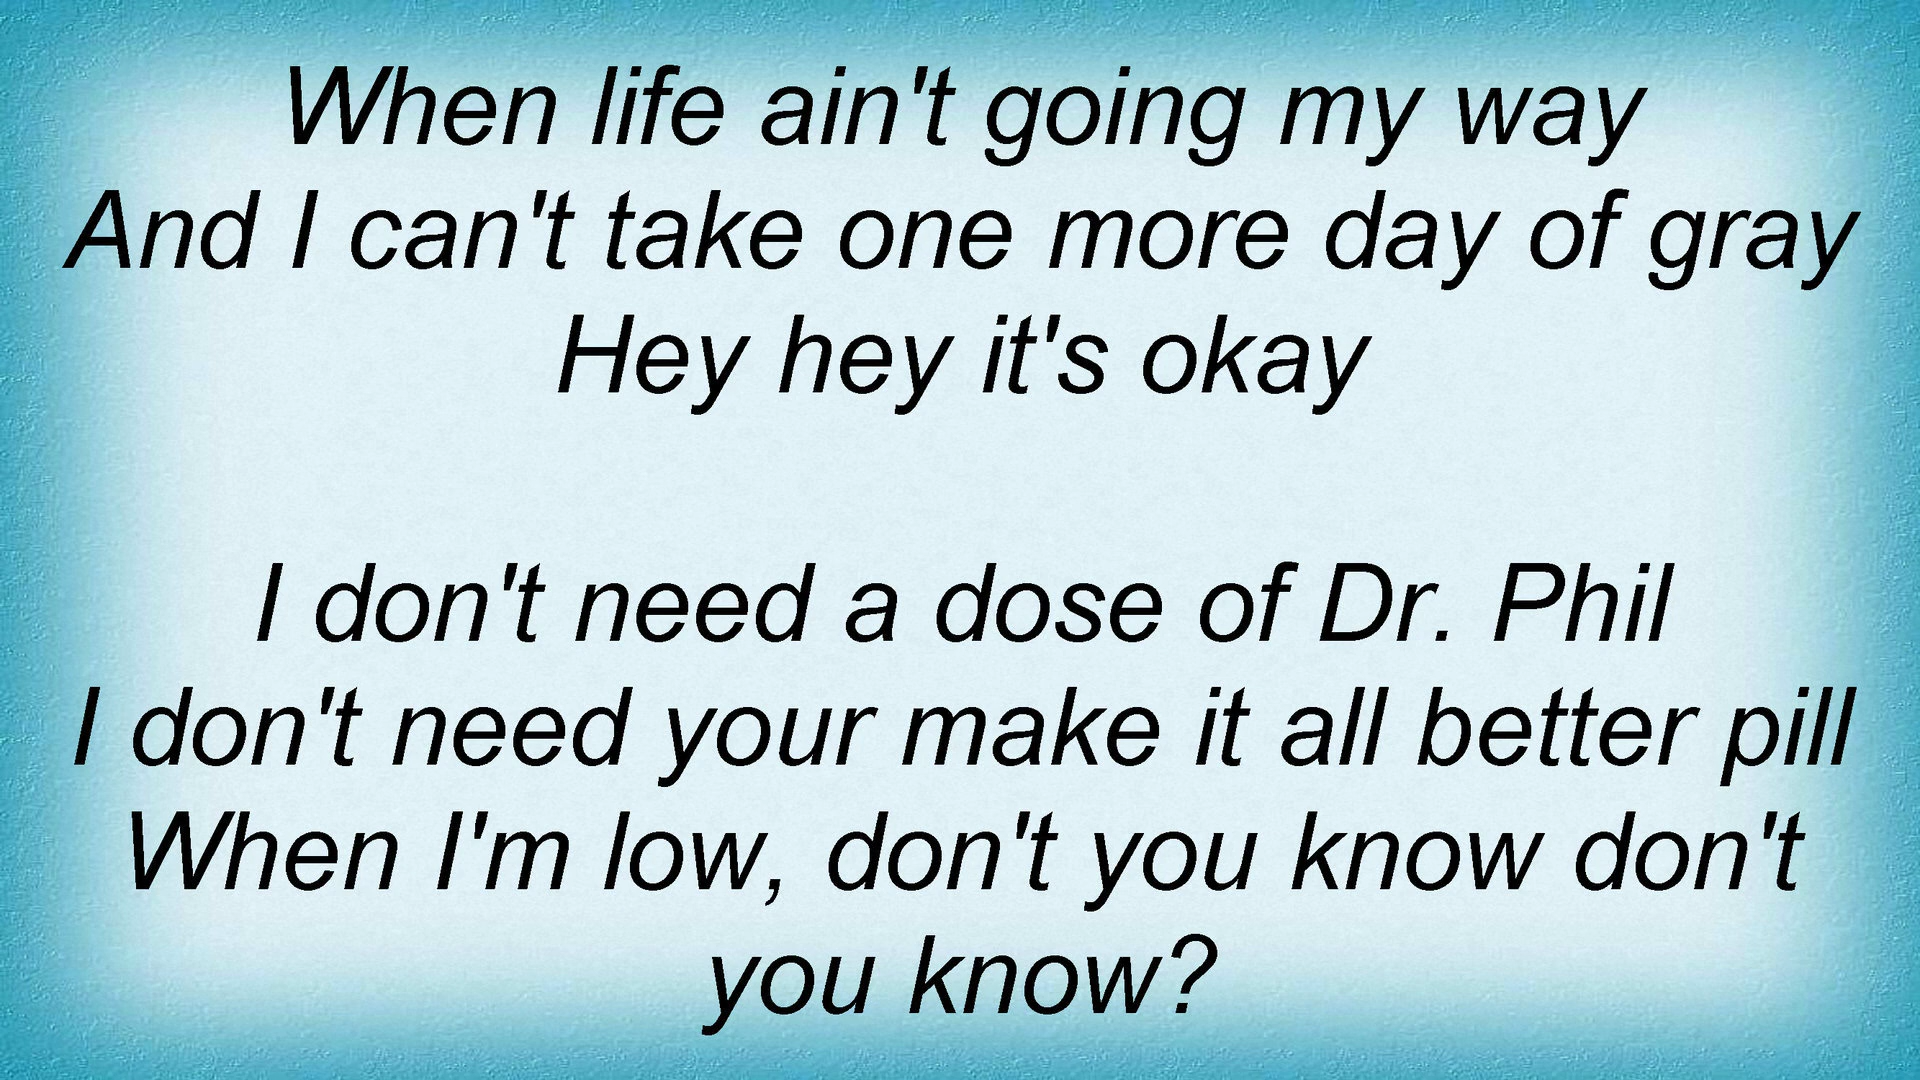 When life ain't going my way
And I can't take one more day of gray
Hey hey it's okay
I don't need a dose of Dr. Phil
I don't need your make it all better pill
When I'm low, don't you know don't
you know?